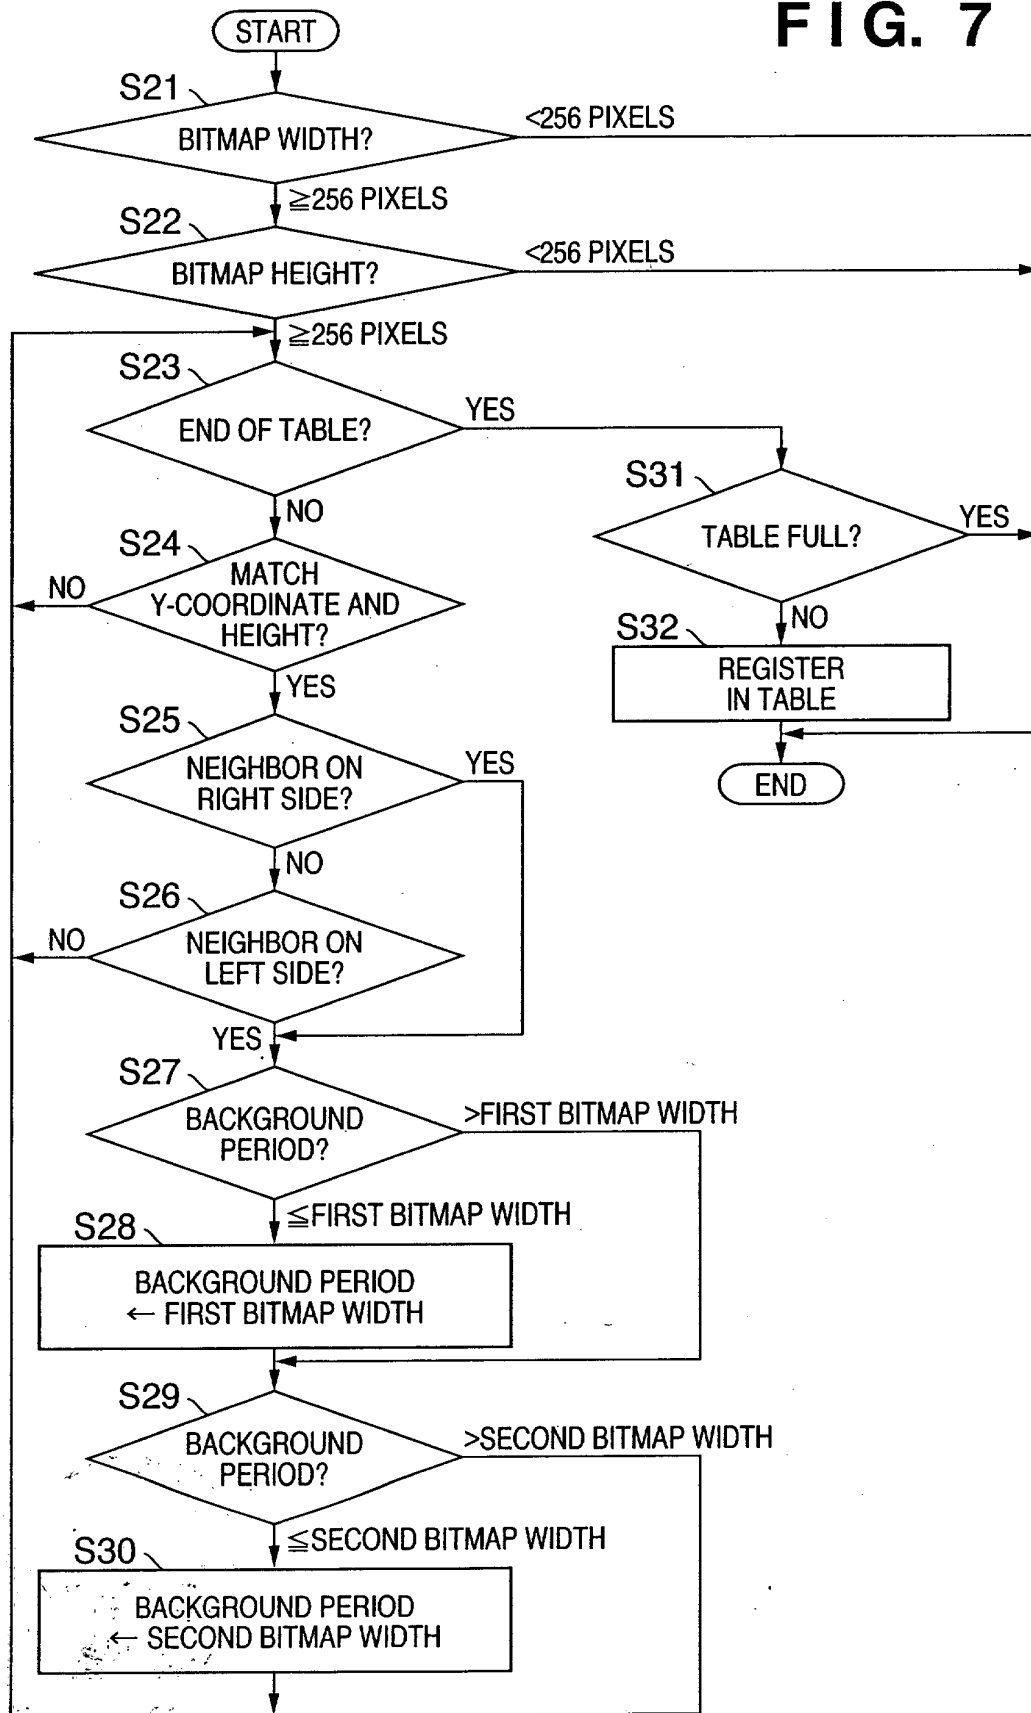 FIG. 7
START
S21
BITMAP WIDTH?
<256 PIXELS
≧256 PIXELS
S22
BITMAP HEIGHT?
<256 PIXELS
≧256 PIXELS
S23
END OF TABLE?
YES
NO
S31
TABLE FULL?
YES
NO
S32
REGISTER
IN TABLE
END
S24
MATCH
Y-COORDINATE AND
HEIGHT?
NO
YES
S25
NEIGHBOR ON
RIGHT SIDE?
YES
NO
S26
NEIGHBOR ON
LEFT SIDE?
NO
YES
S27
BACKGROUND
PERIOD?
>FIRST BITMAP WIDTH
≦FIRST BITMAP WIDTH
S28
BACKGROUND PERIOD
← FIRST BITMAP WIDTH
S29
BACKGROUND
PERIOD?
>SECOND BITMAP WIDTH
≦SECOND BITMAP WIDTH
S30
BACKGROUND PERIOD
← SECOND BITMAP WIDTH